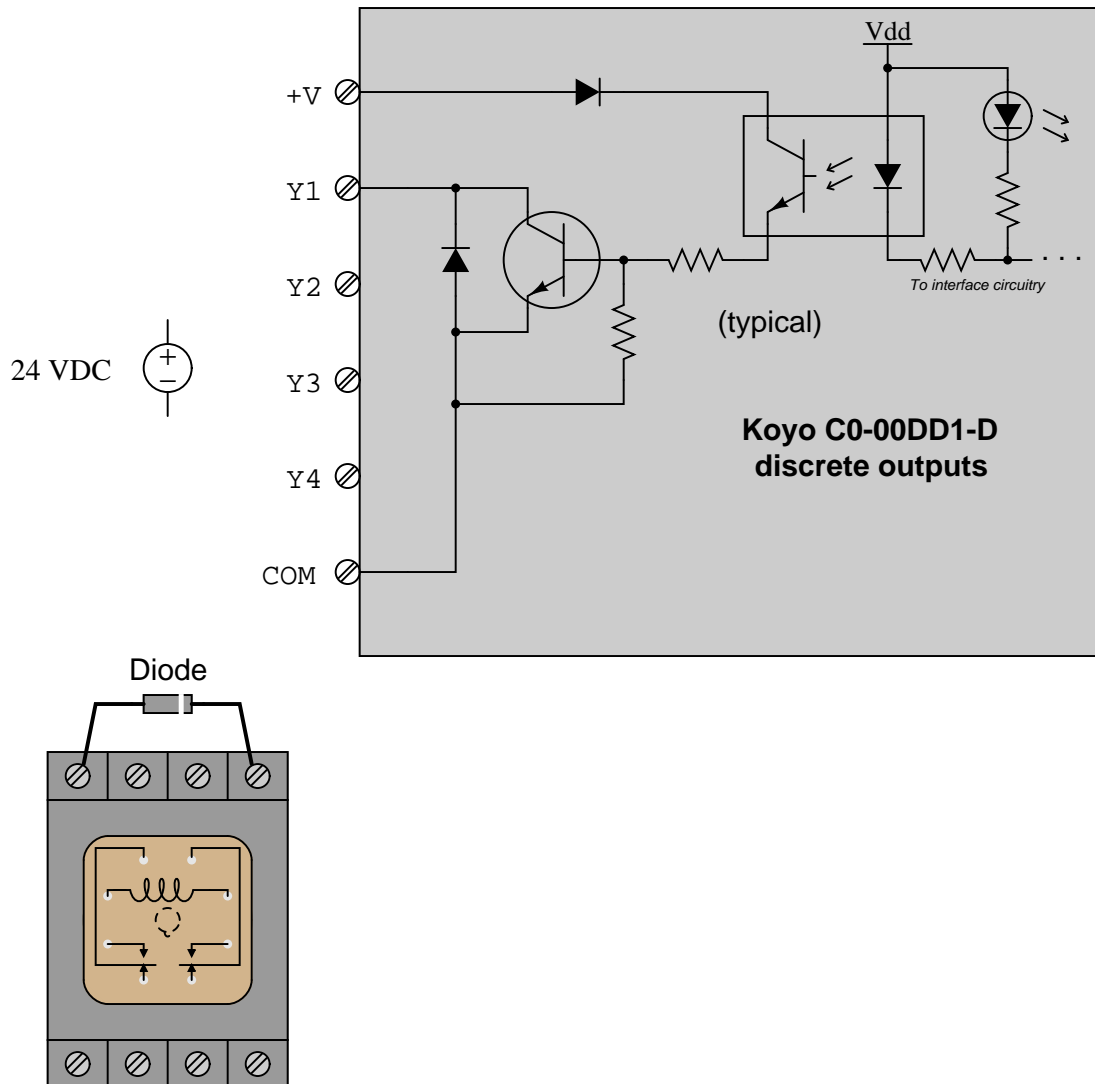 Vdd
+V
Y1
Y2
To interface circuitry
(typical)
24 VDC
+
−
Y3
Koyo C0-00DD1-D
discrete outputs
Y4
COM
Diode